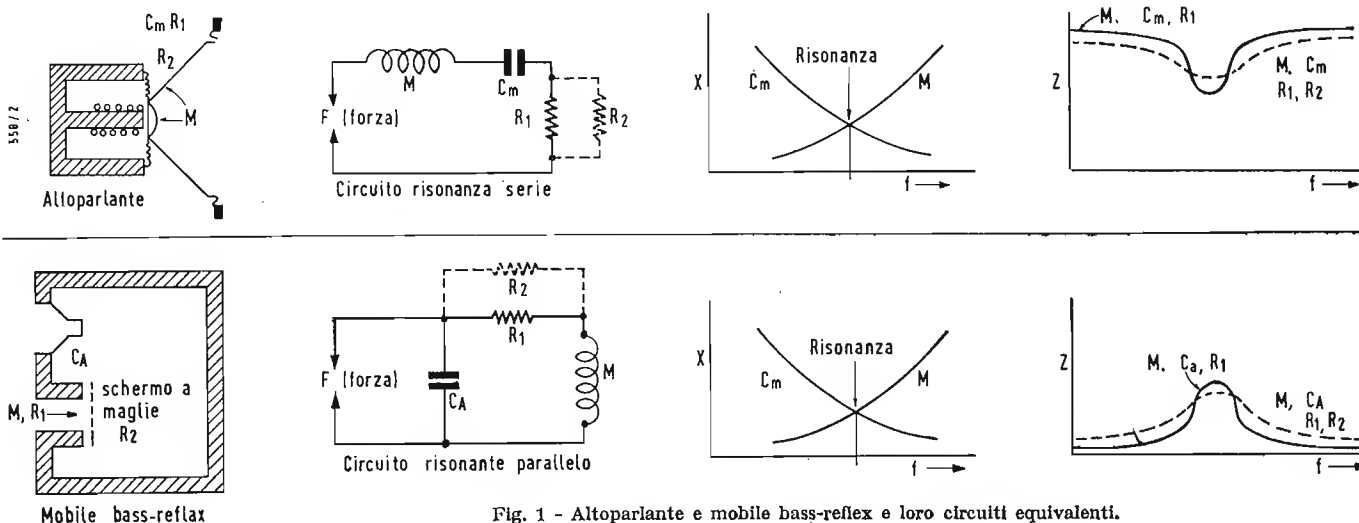 558/2
Cm R1
R2
M
Altoparlante
M
Cm
F (forza)
R1
R2
Circuito risonanza serie
X
Risonanza
Cm
M
f
M. Cm, R1
Z
M. Cm
R1, R2
f
CA
schermo a
M, R1
maglie
R2
Mobile bass-reflax
R2
R1
F (forza)
CA
M
Circuito risonante parallelo
X
Risonanza
Cm
M
f
Z
M. Ca, R1
M, CA
R1, R2
f
Fig. 1 - Altoparlante e mobile bass-reflex e loro circuiti equivalenti.